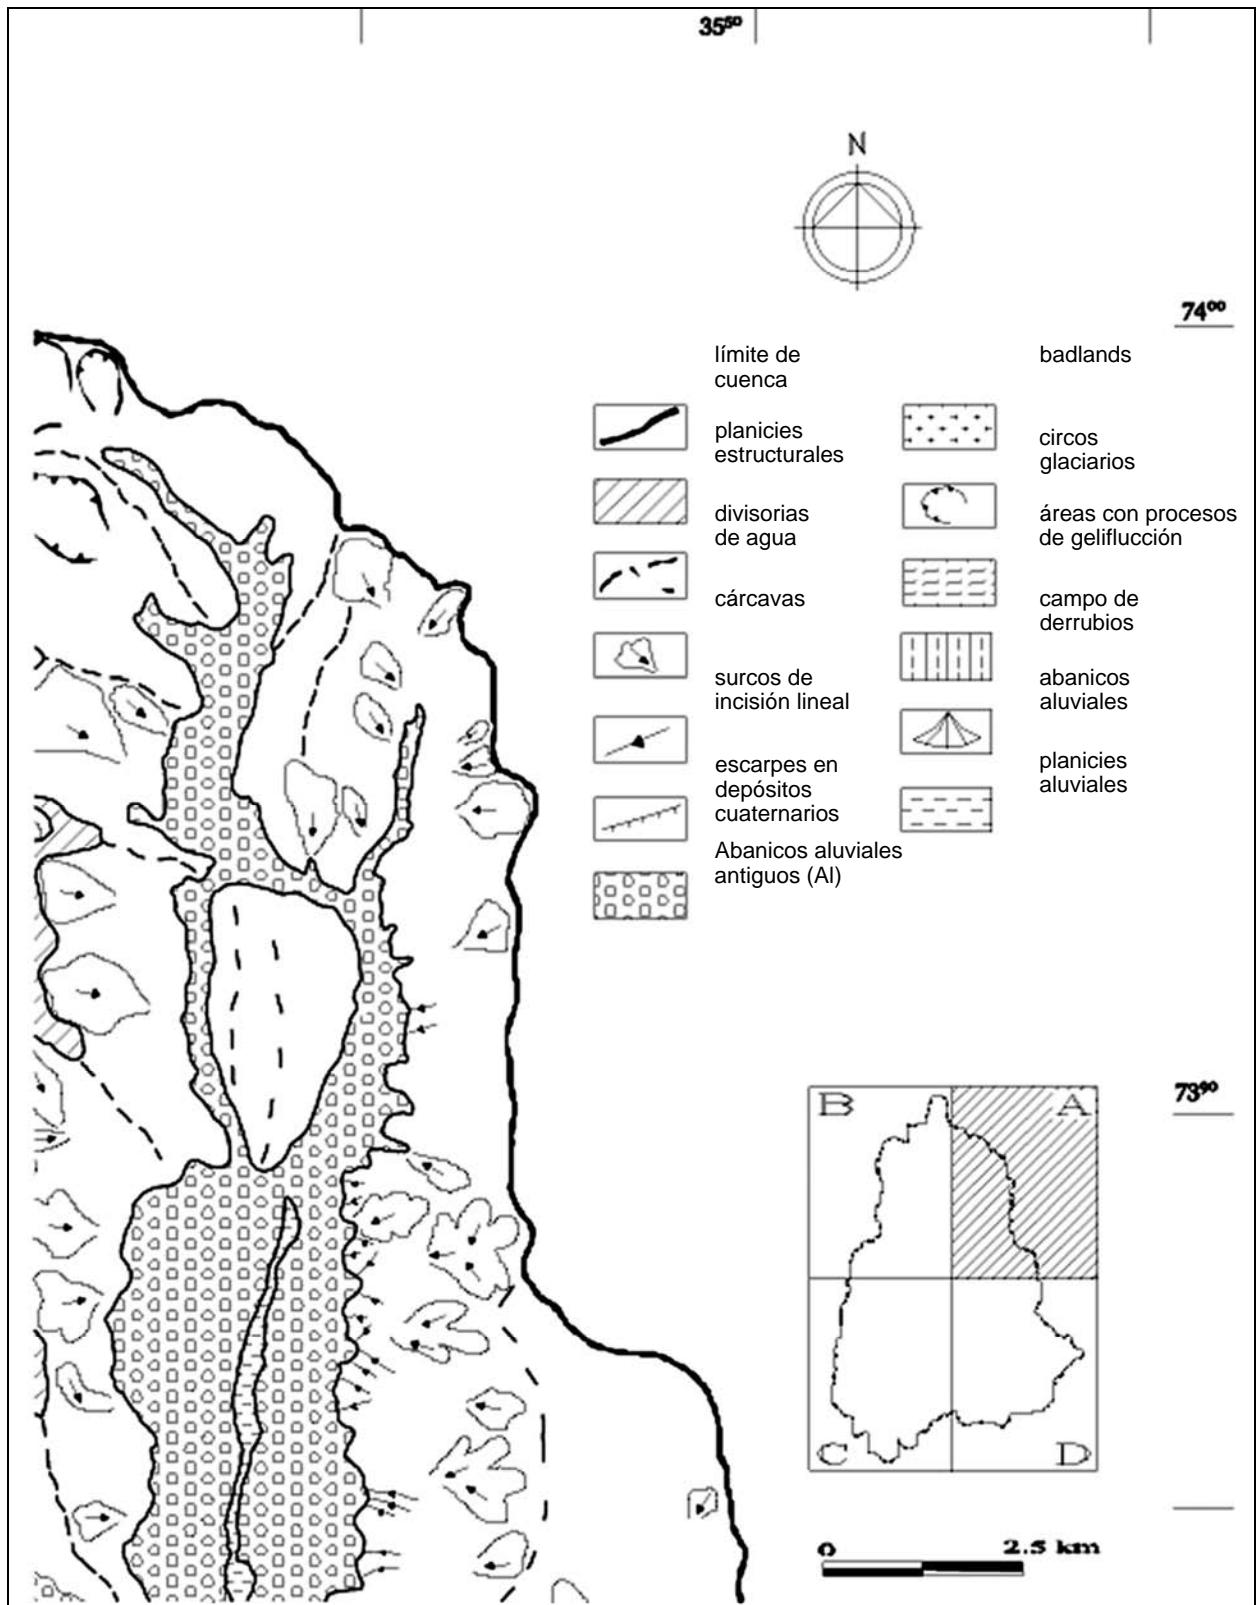 35⁵⁰
N
74⁰⁰
límite de
cuenca
planicies
estructurales
divisorias
de agua
cárcavas
surcos de
incisión lineal
escarpes en
depósitos
cuaternarios
Abanicos aluviales
antiguos (Al)
badlands
circos
glaciarios
áreas con procesos
de geliflucción
campo de
derrubios
abanicos
aluviales
planicies
aluviales
73⁹⁰
B A
C D
0 2.5 km